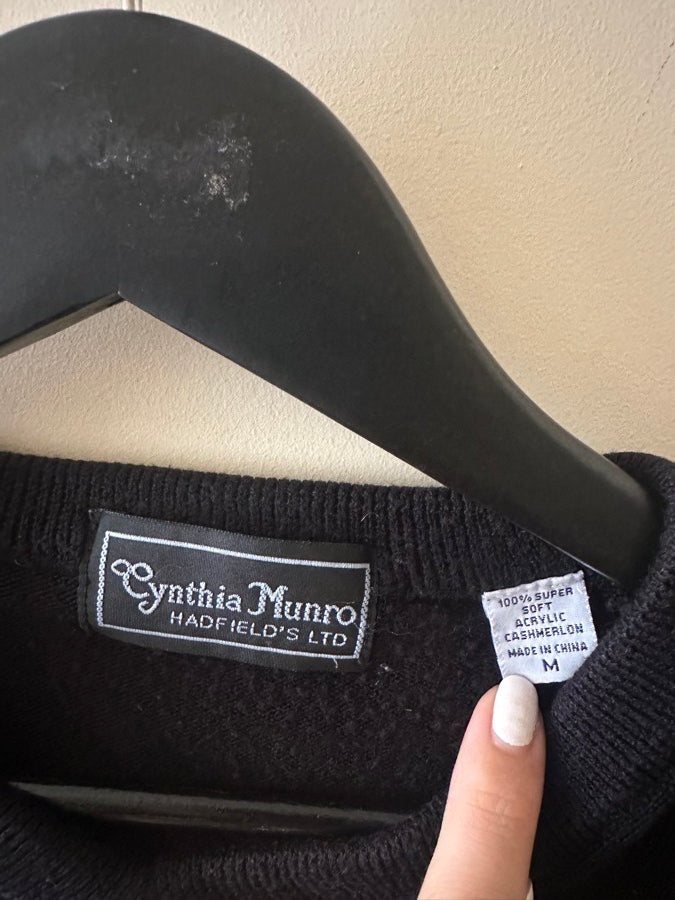 Cynthia Munro
HADFIELD'S LTD
100% SUPER
SOFT
ACRYLIC
CASHMERLON
MADE IN CHINA
M